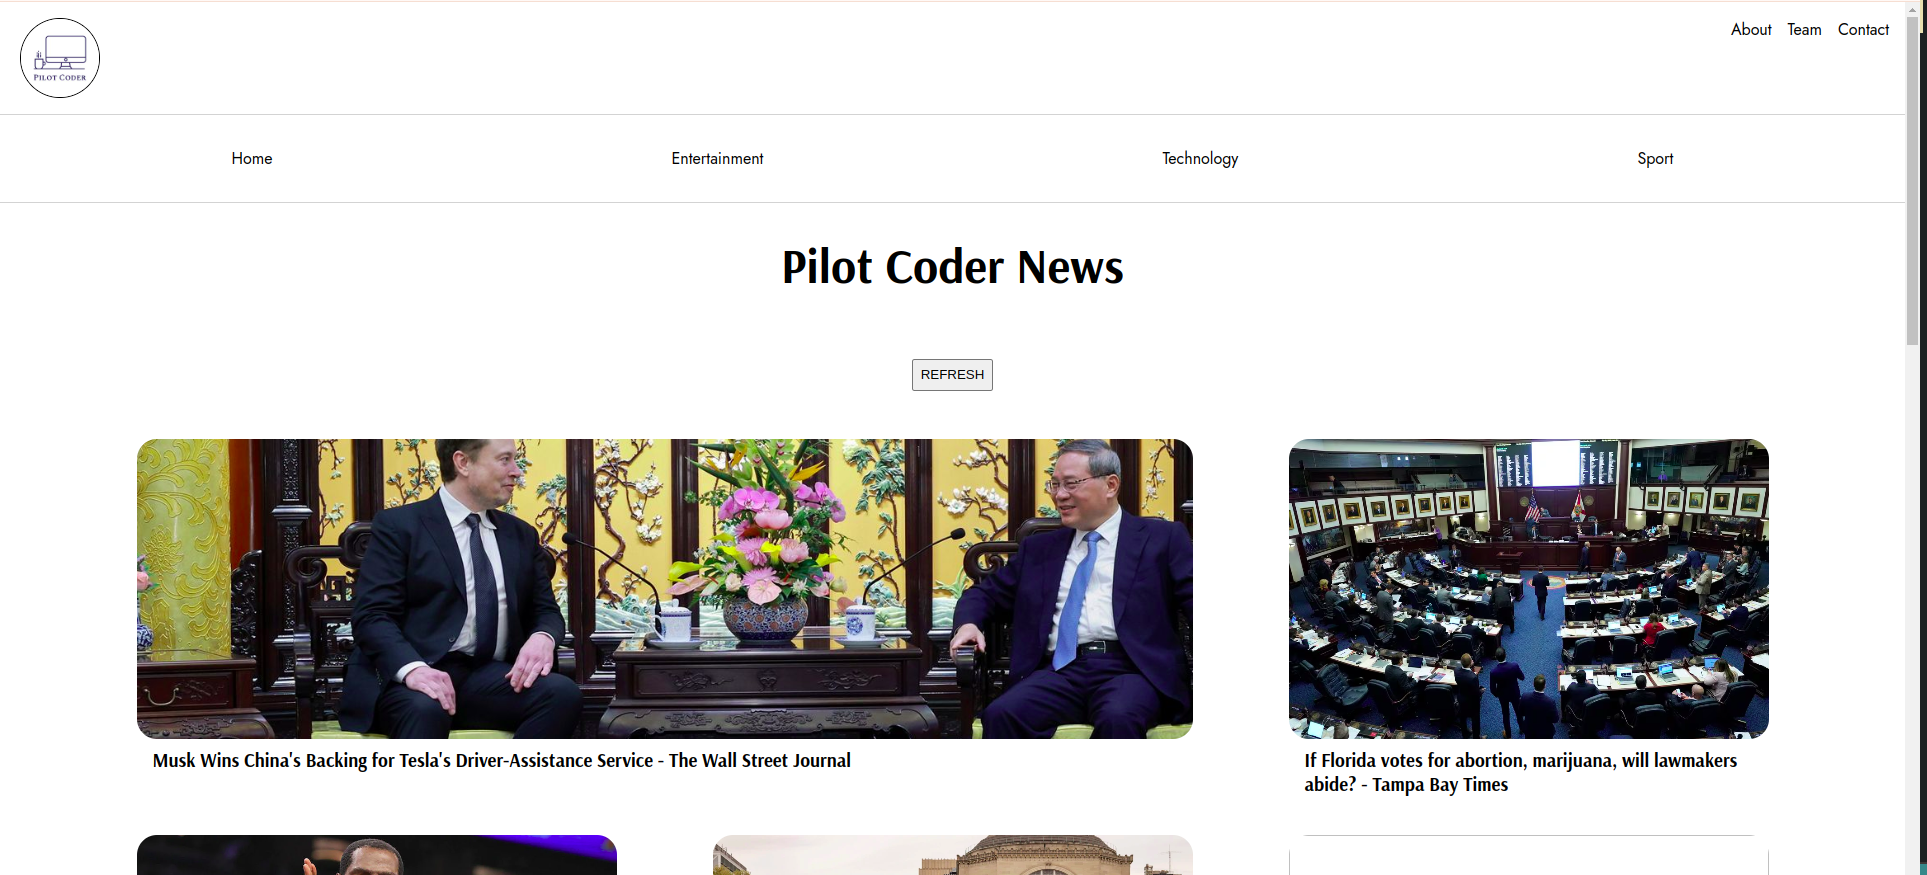 PILOT CODER
About Team Contact
Home Entertainment Technology Sport
Pilot Coder News
REFRESH
Musk Wins China's Backing for Tesla's Driver-Assistance Service - The Wall Street Journal
If Florida votes for abortion, marijuana, will lawmakers
abide? - Tampa Bay Times